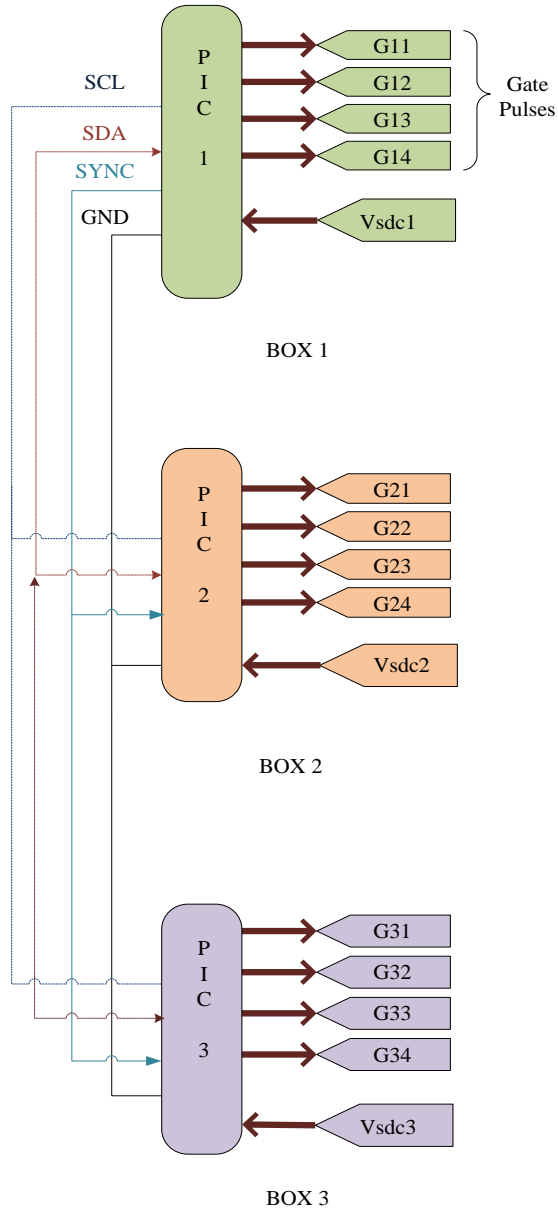 SCL
SDA
SYNC
GND
P
I
C
1
G11
G12
G13
G14
Gate
Pulses
Vsdc1
BOX 1
P
I
C
2
G21
G22
G23
G24
Vsdc2
BOX 2
P
I
C
3
G31
G32
G33
G34
Vsdc3
BOX 3